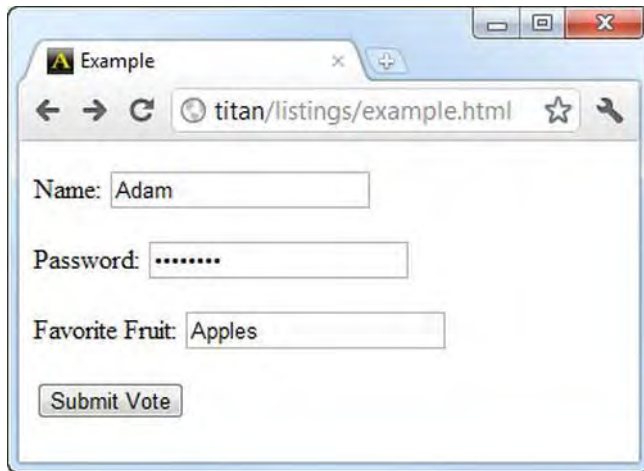 A Example
titan/listings/example.html
Name: Adam
Password: ••••••••
Favorite Fruit: Apples
Submit Vote